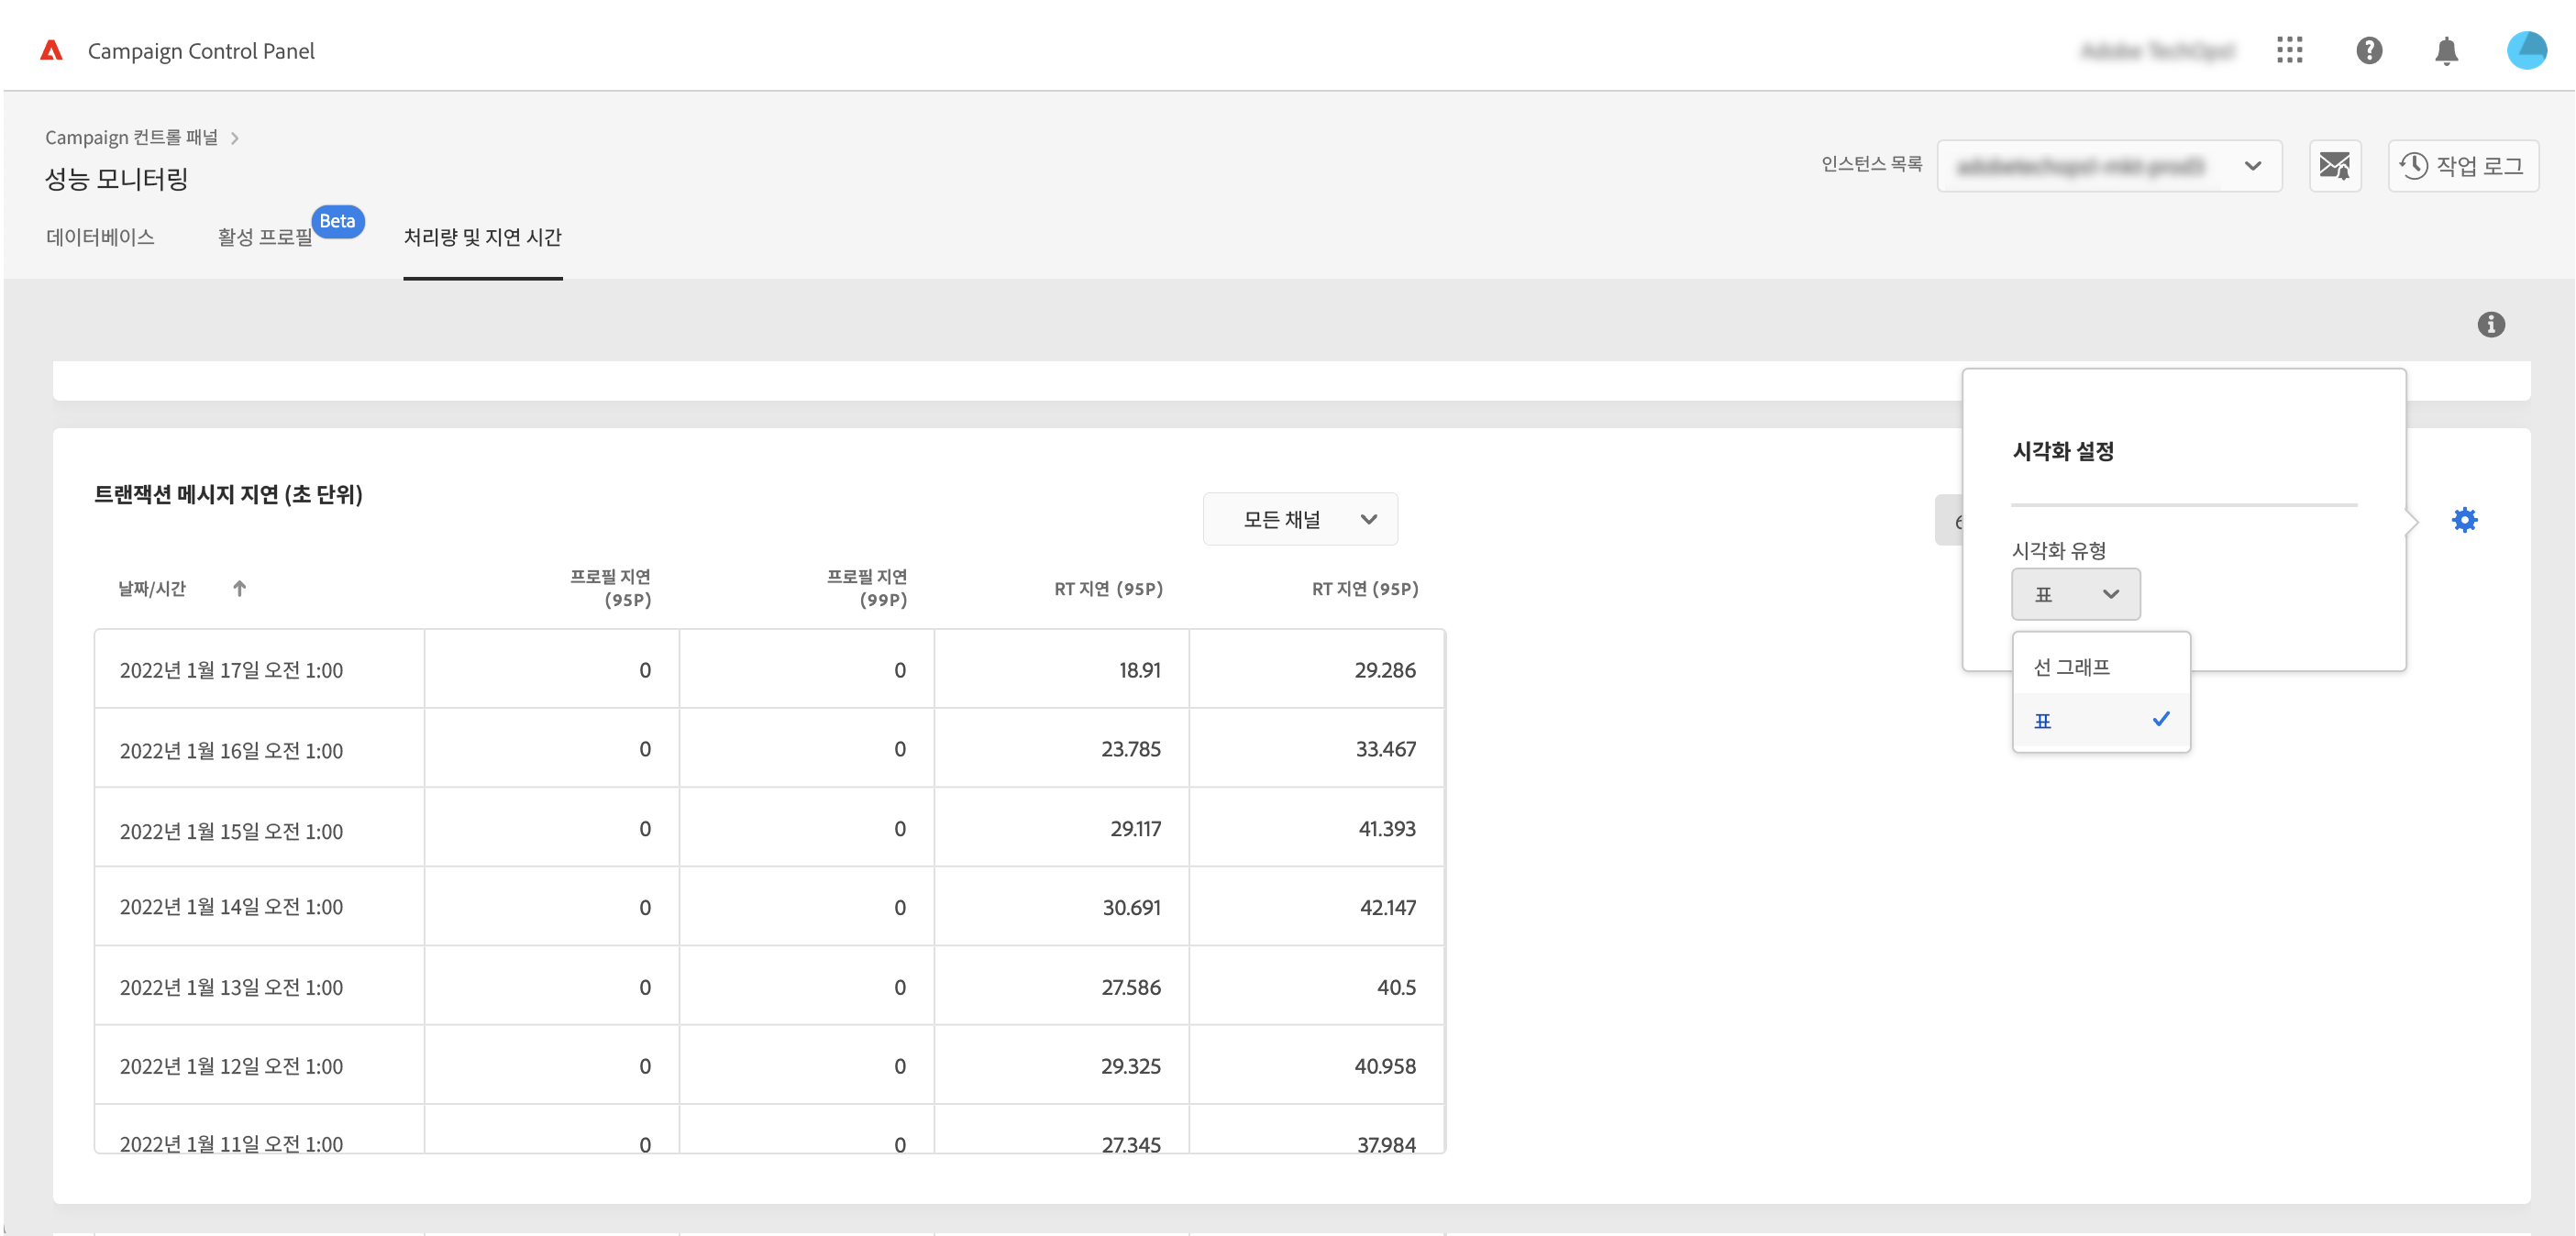 Campaign Control Panel
Campaign 컨트롤 패널
성능 모니터링
인스턴스 목록
작업 로그
데이터베이스
활성 프로필
Beta
처리량 및 지연 시간
트랜잭션 메시지 지연 (초 단위)
모든 채널
시각화 설정
시각화 유형
표
선 그래프
표
날짜/시간
프로필 지연
(95P)
프로필 지연
(99P)
RT 지연 (95P)
RT 지연 (95P)
2022년 1월 17일 오전 1:00 0 0 18.91 29.286
2022년 1월 16일 오전 1:00 0 0 23.785 33.467
2022년 1월 15일 오전 1:00 0 0 29.117 41.393
2022년 1월 14일 오전 1:00 0 0 30.691 42.147
2022년 1월 13일 오전 1:00 0 0 27.586 40.5
2022년 1월 12일 오전 1:00 0 0 29.325 40.958
2022년 1월 11일 오전 1:00 0 0 27.345 37.984